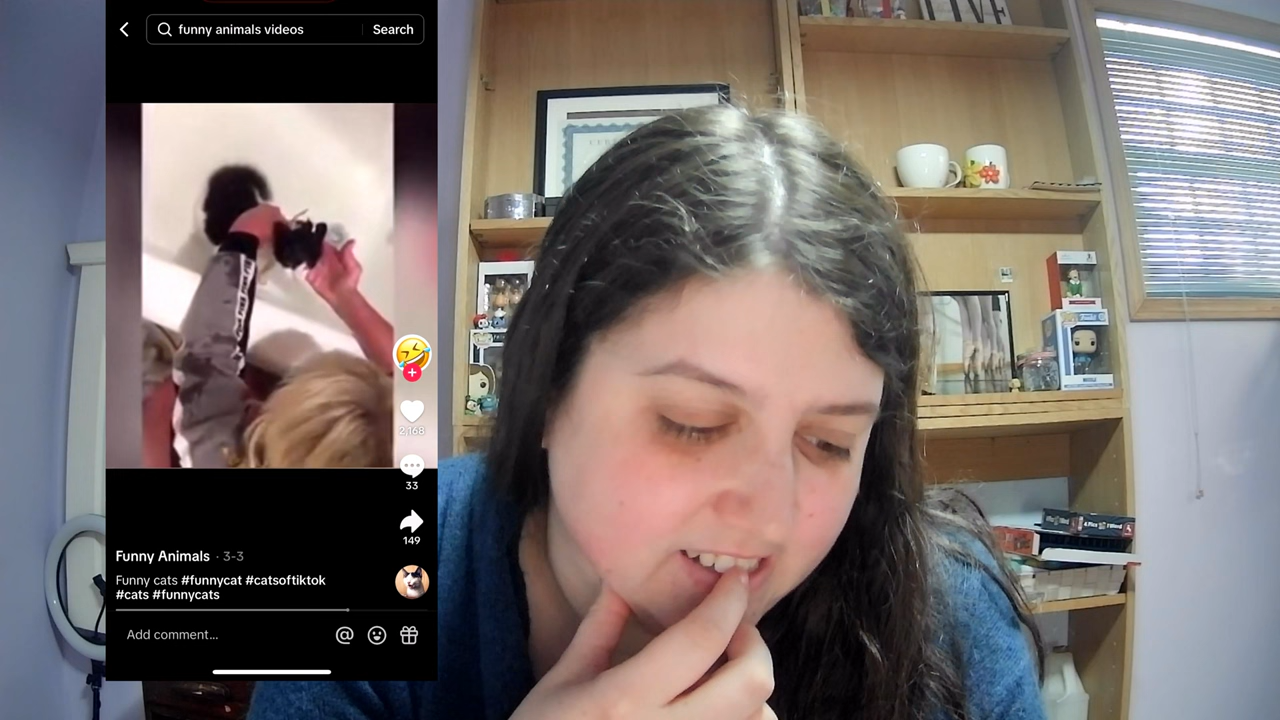 funny animals videos
Search
LIVE
2,168
33
149
Funny Animals · 3-3
Funny cats #funnycat #catsoftiktok
#cats #funnycats
Add comment...